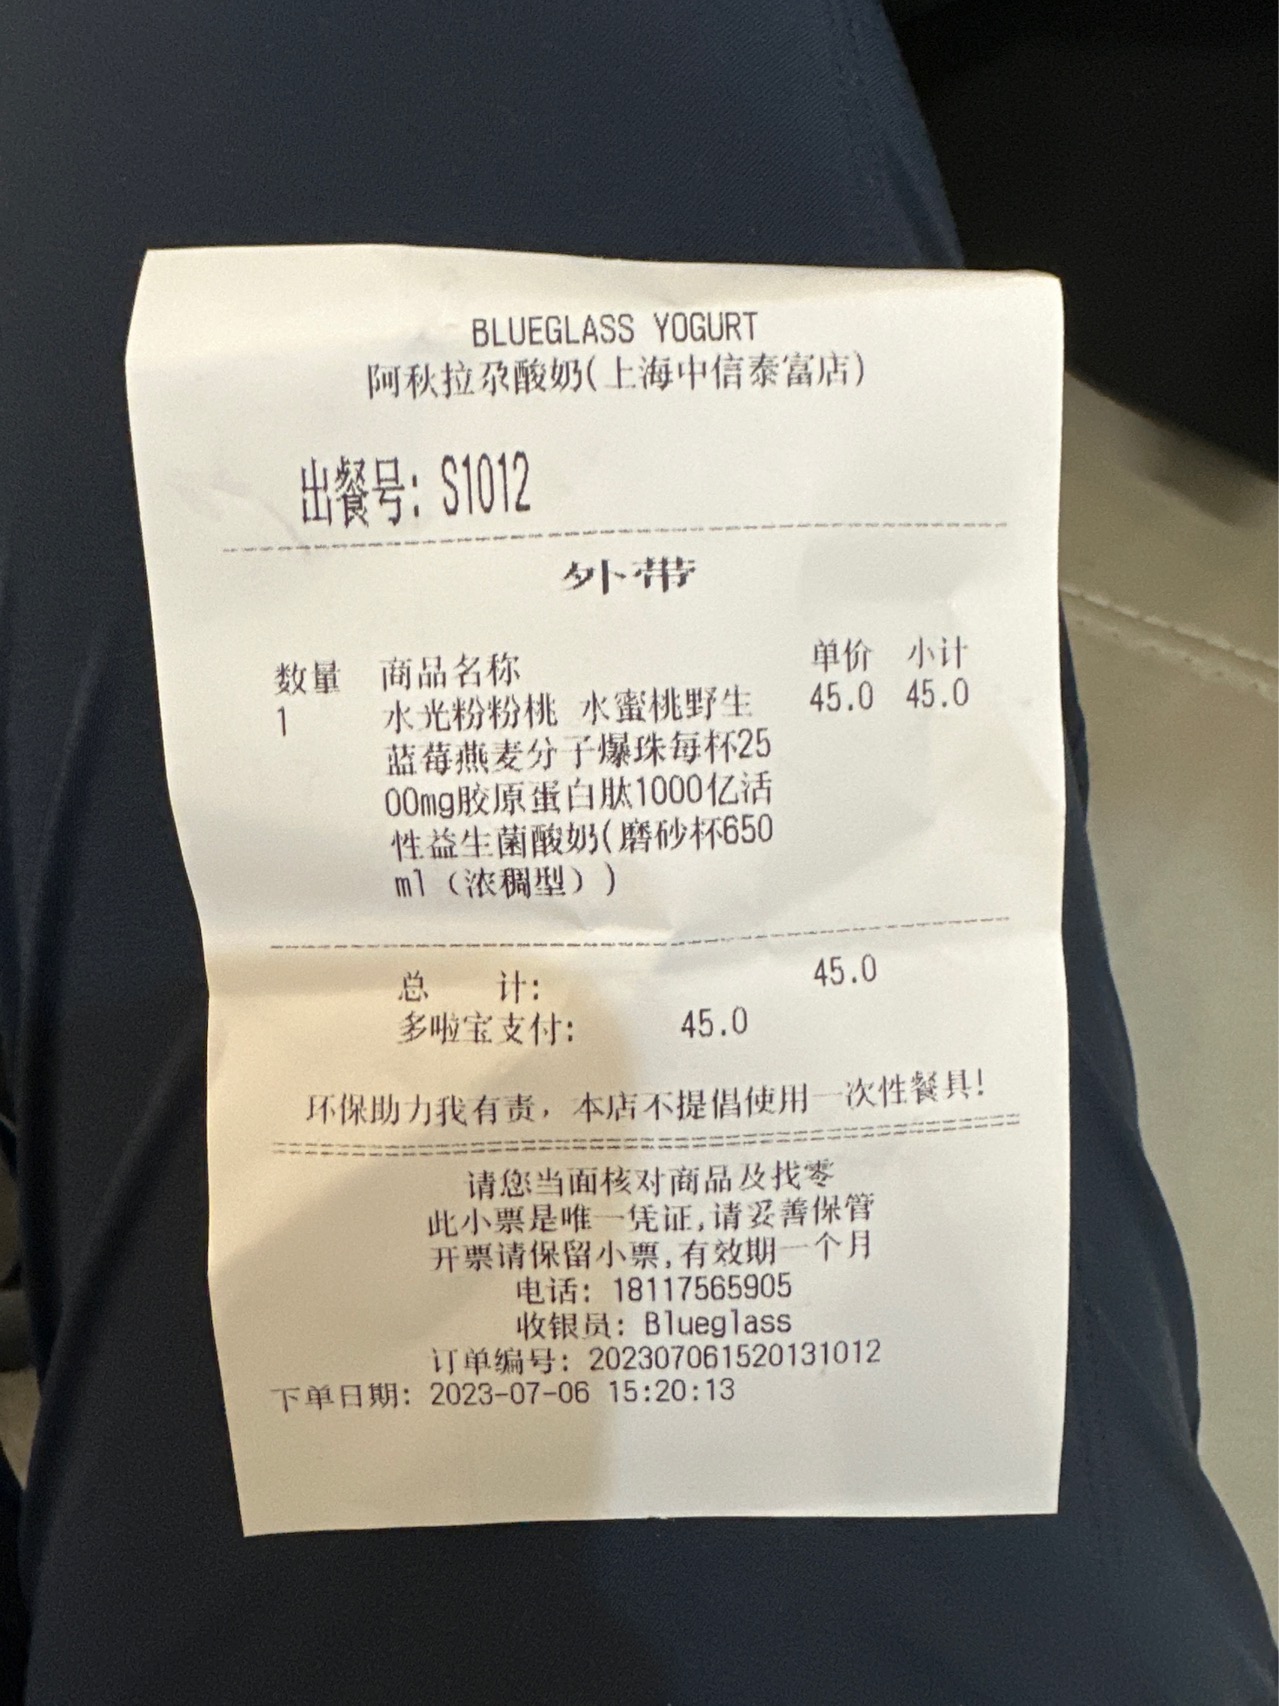 BLUEGLASS YOGURT
阿秋拉尕酸奶(上海中信泰富店)
出餐号: S1012
外带
数量 商品名称 单价 小计
1 水光粉粉桃 水蜜桃野生 45.0 45.0
蓝莓燕麦分子爆珠每杯25
00mg胶原蛋白肽1000亿活
性益生菌酸奶(磨砂杯650
ml（浓稠型）)
总 计: 45.0
多啦宝支付: 45.0
环保助力我有责，本店不提倡使用一次性餐具!
请您当面核对商品及找零
此小票是唯一凭证,请妥善保管
开票请保留小票,有效期一个月
电话: 18117565905
收银员: Blueglass
订单编号: 202307061520131012
下单日期: 2023-07-06 15:20:13